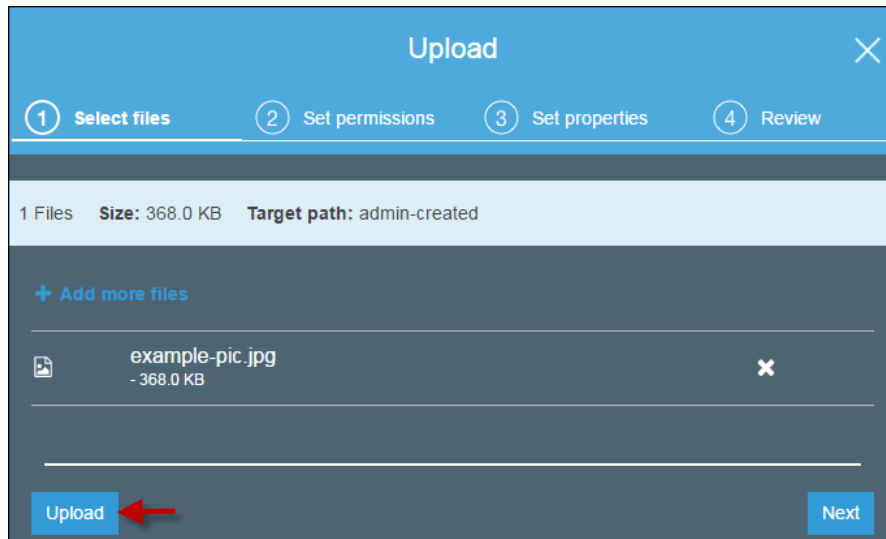 Upload
1 Select files 2 Set permissions 3 Set properties 4 Review
1 Files Size: 368.0 KB Target path: admin-created
Add more files
example-pic.jpg
- 368.0 KB
Upload Next